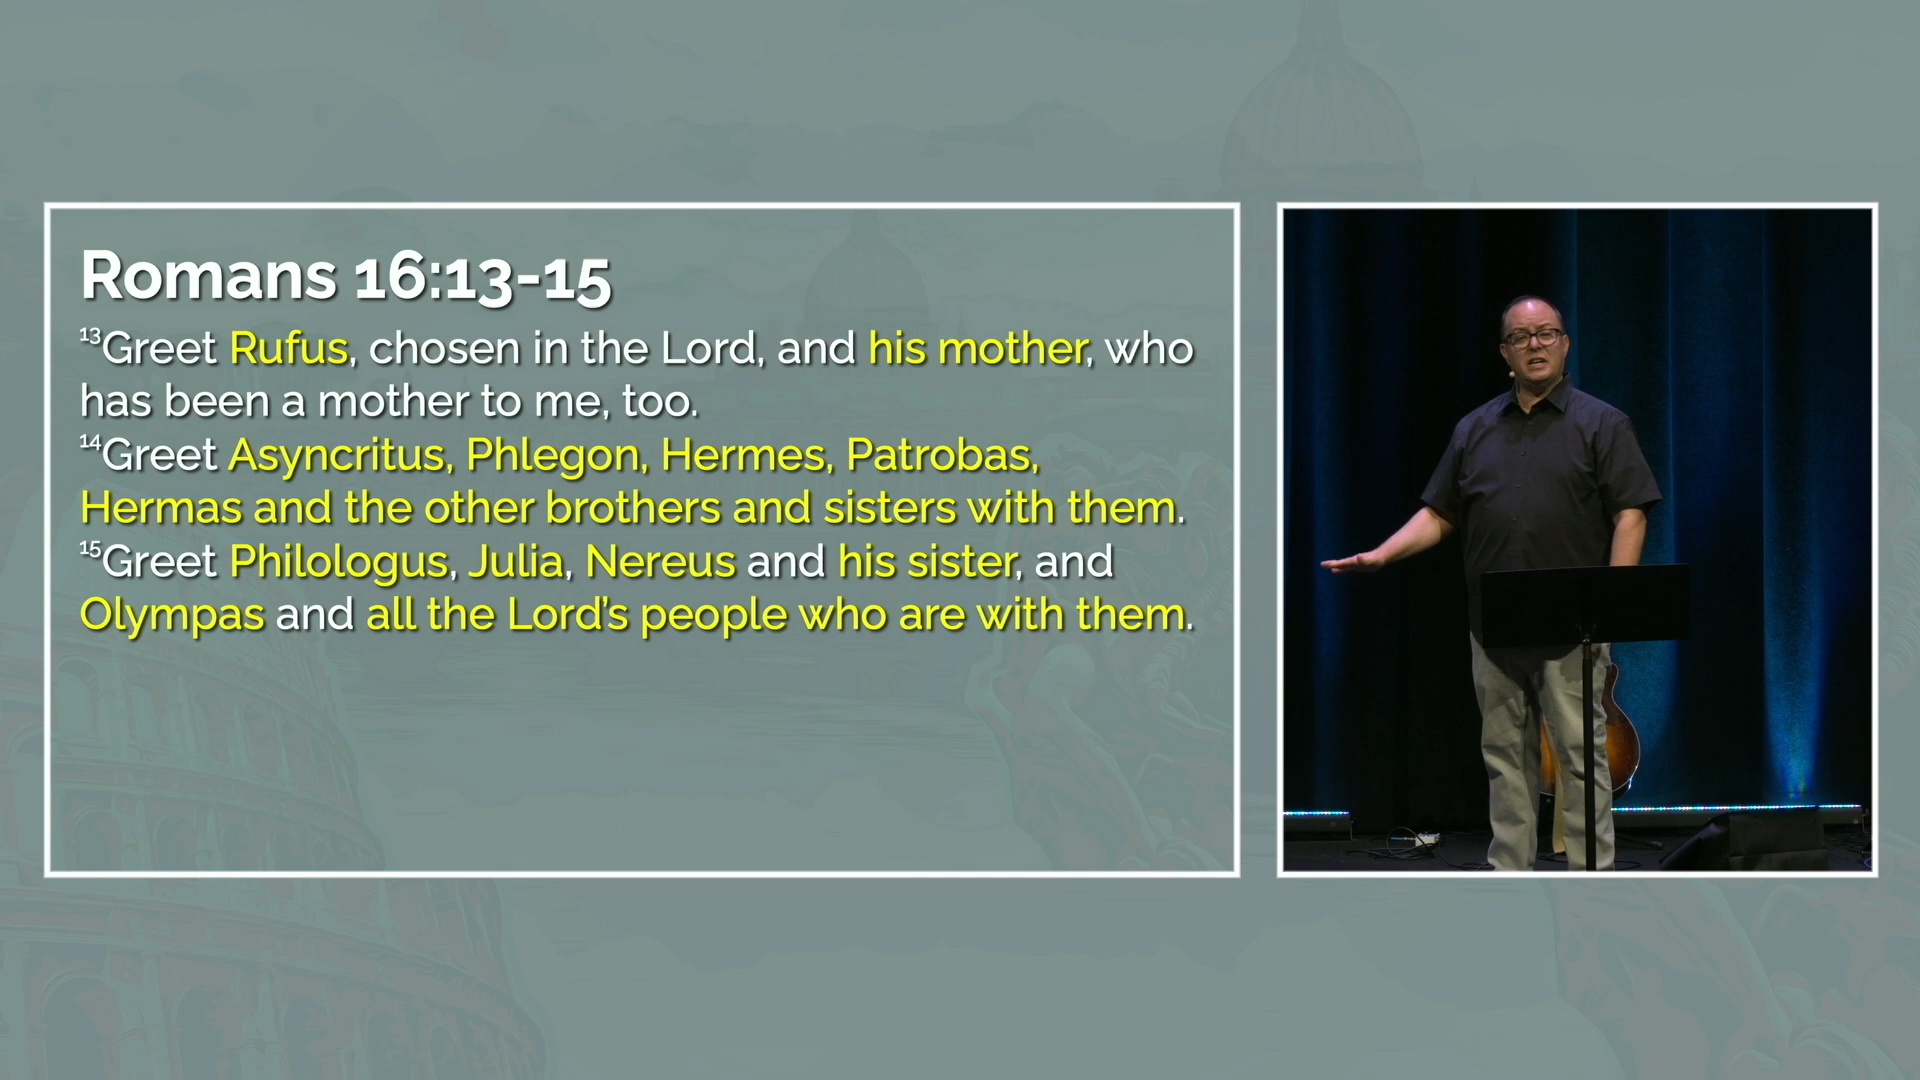 Romans 16:13-15
¹³Greet Rufus, chosen in the Lord, and his mother, who
has been a mother to me, too.
¹⁴Greet Asyncritus, Phlegon, Hermes, Patrobas,
Hermas and the other brothers and sisters with them.
¹⁵Greet Philologus, Julia, Nereus and his sister, and
Olympas and all the Lord’s people who are with them.